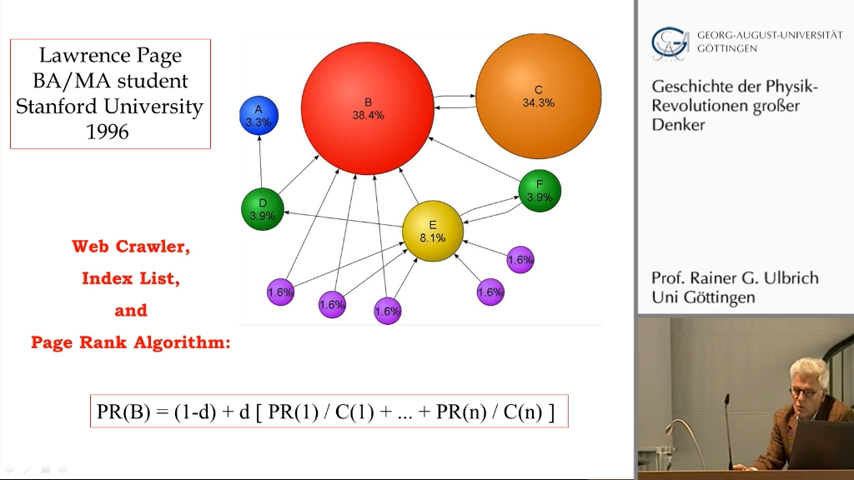 Lawrence Page
BA/MA student
Stanford University
1996
A
3.3%
B
38.4%
C
34.3%
D
3.9%
E
8.1%
F
3.9%
1.6%
1.6%
1.6%
1.6%
1.6%
Web Crawler,
Index List,
and
Page Rank Algorithm:
PR(B) = (1-d) + d [ PR(1) / C(1) + ... + PR(n) / C(n) ]
GEORG-AUGUST-UNIVERSITÄT
GÖTTINGEN
Geschichte der Physik-
Revolutionen großer
Denker
Prof. Rainer G. Ulbrich
Uni Göttingen